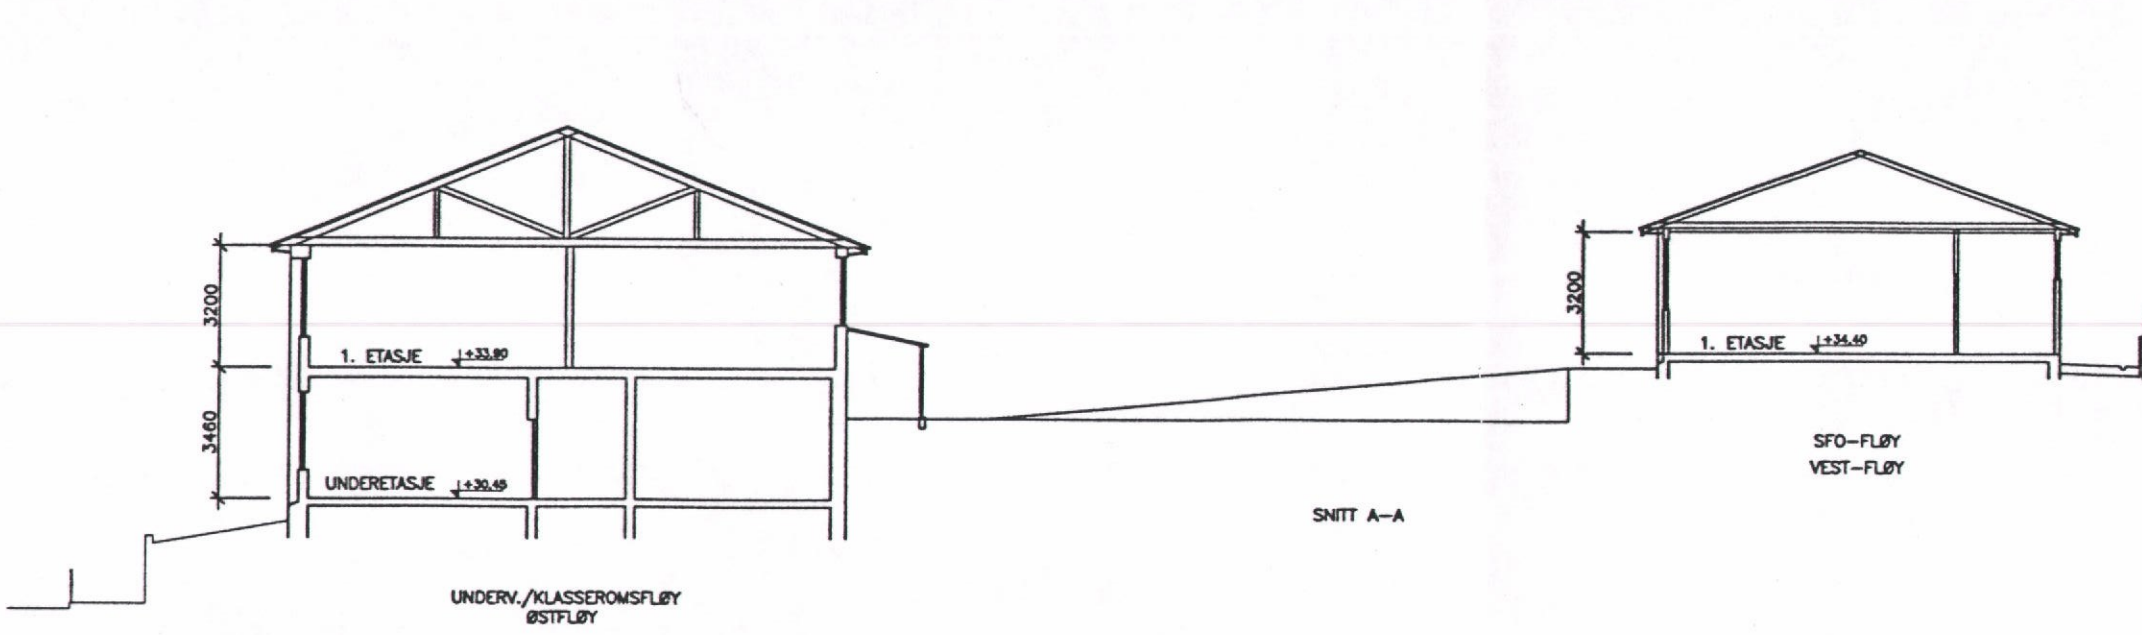 3200
1. ETASJE +33.90
3460
UNDERETASJE +30.45
UNDERV./KLASSEROMSFLØY
ØSTFLØY
SNITT A-A
3200
1. ETASJE +34.40
SFO-FLØY
VEST-FLØY